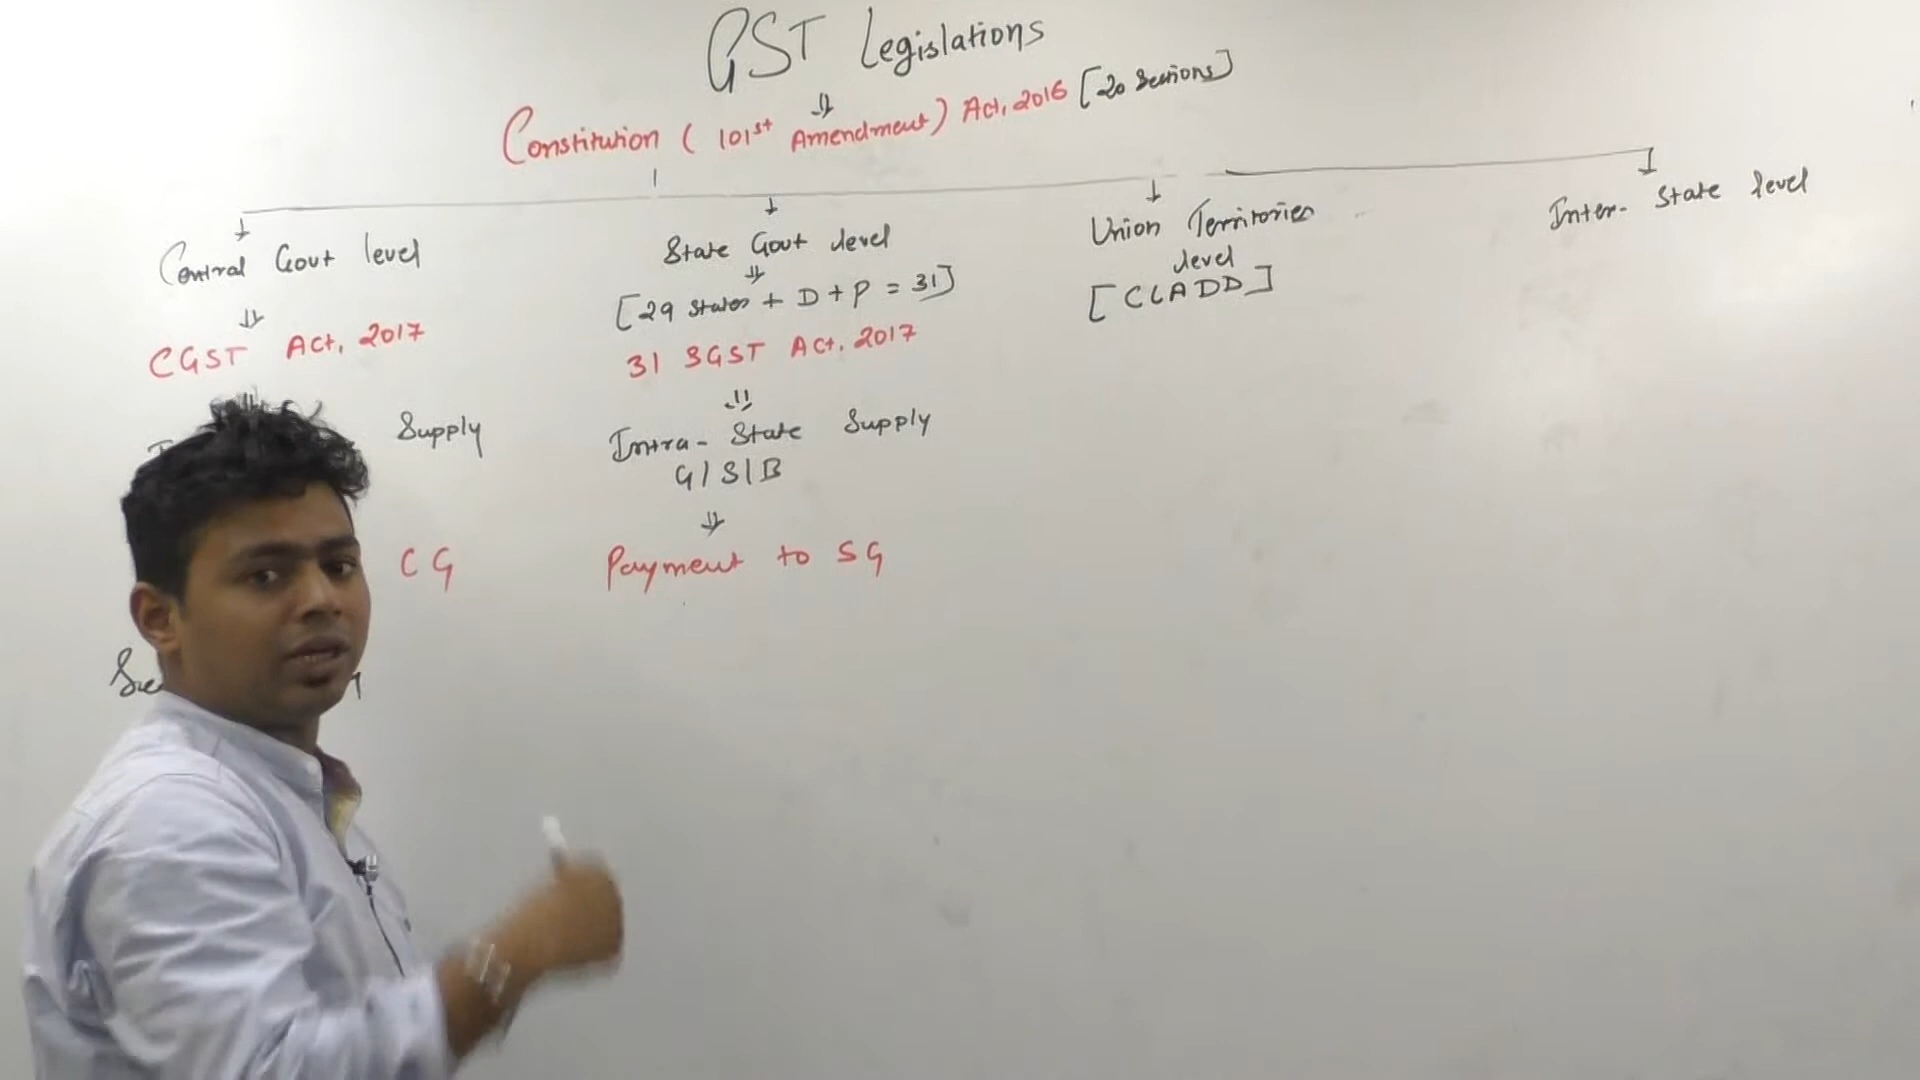 GST Legislations
Constitution (101st Amendment) Act, 2016 [20 Sections]
Central Govt level
CGST Act, 2017
Supply
CG
State Govt level
[29 States + D + P = 31]
31 SGST Act, 2017
Intra-State Supply
G/S/B
Payment to SG
Union Territories
level
[CLADD]
Inter-State level